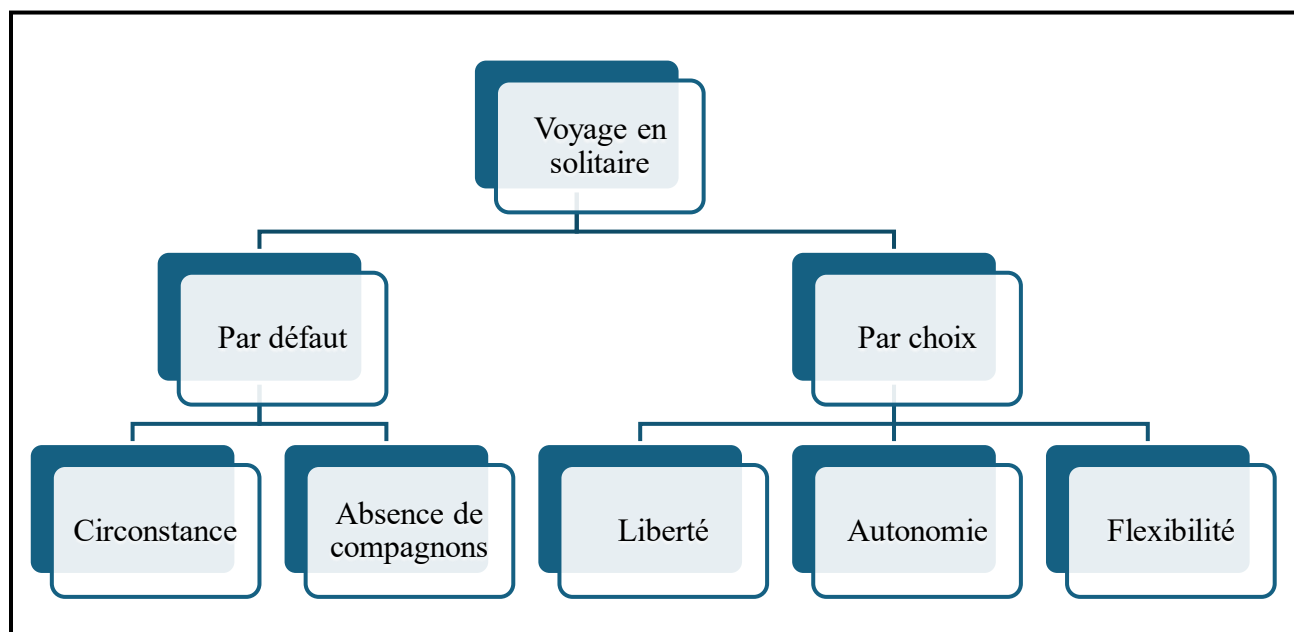 Voyage en
solitaire
Par défaut
Par choix
Circonstance
Absence de
compagnons
Liberté
Autonomie
Flexibilité